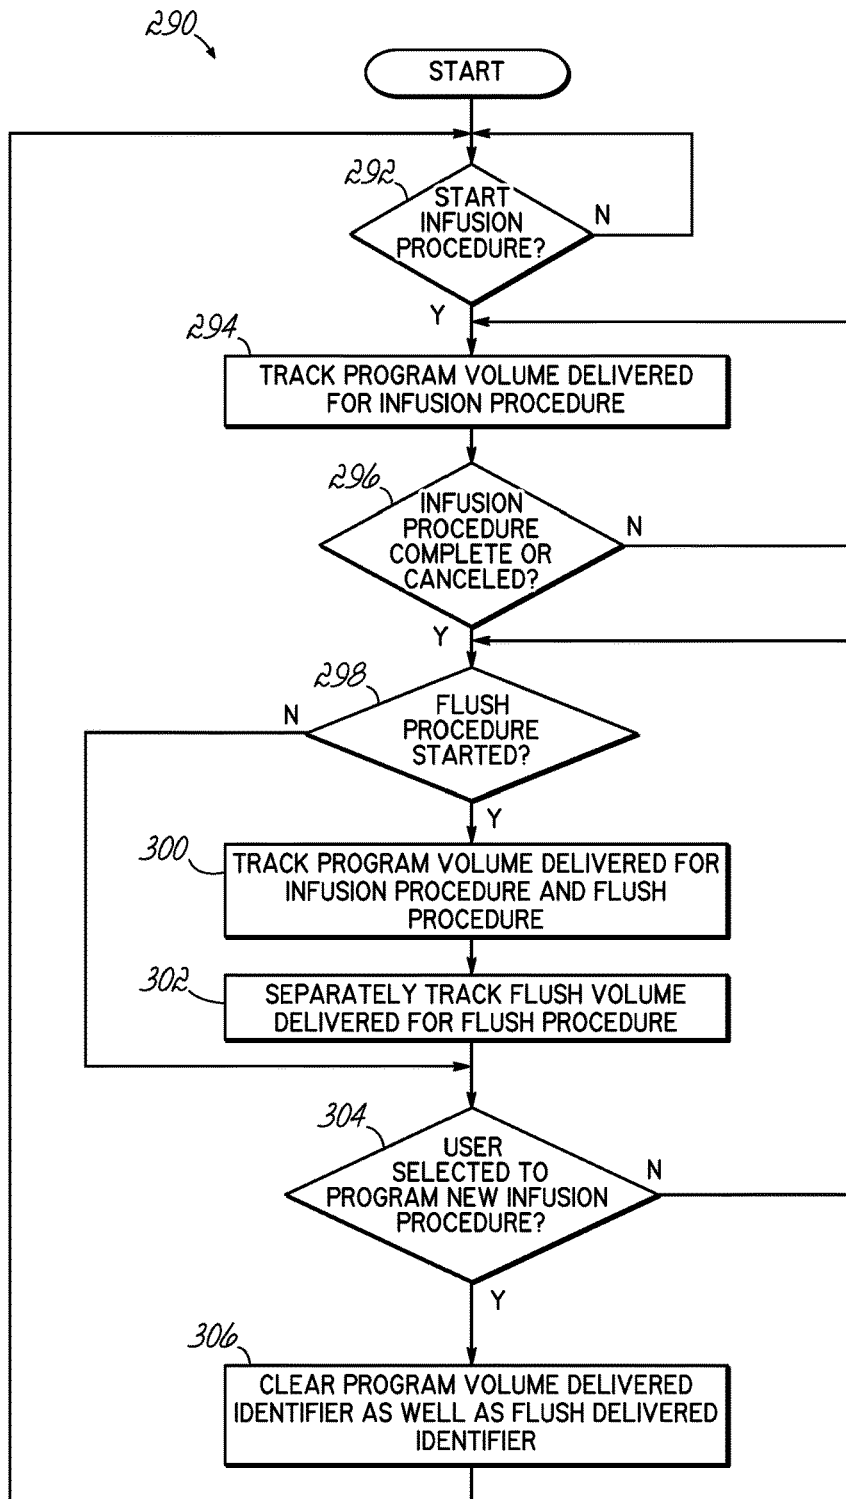 290
START
292
START
INFUSION
PROCEDURE?
N
Y
294
TRACK PROGRAM VOLUME DELIVERED
FOR INFUSION PROCEDURE
296
INFUSION
PROCEDURE
COMPLETE OR
CANCELED?
N
Y
298
FLUSH
PROCEDURE
STARTED?
N
Y
300
TRACK PROGRAM VOLUME DELIVERED FOR
INFUSION PROCEDURE AND FLUSH
PROCEDURE
302
SEPARATELY TRACK FLUSH VOLUME
DELIVERED FOR FLUSH PROCEDURE
304
USER
SELECTED TO
PROGRAM NEW INFUSION
PROCEDURE?
N
Y
306
CLEAR PROGRAM VOLUME DELIVERED
IDENTIFIER AS WELL AS FLUSH DELIVERED
IDENTIFIER